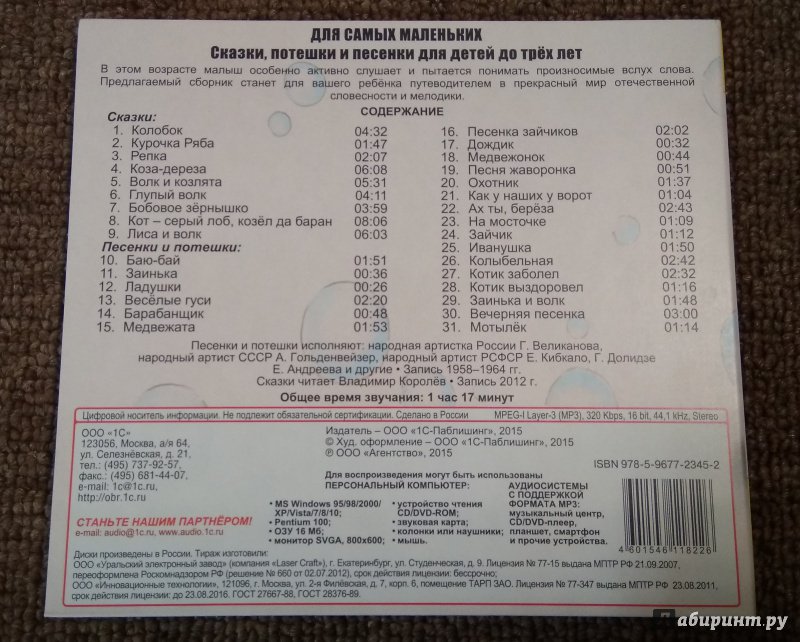 ДЛЯ САМЫХ МАЛЕНЬКИХ
Сказки, потешки и песенки для детей до трёх лет
В этом возрасте малыш особенно активно слушает и пытается понимать произносимые вслух слова.
Предлагаемый сборник станет для вашего ребёнка путеводителем в прекрасный мир отечественной
словесности и мелодики.
СОДЕРЖАНИЕ
Сказки:
1. Колобок 04:32
2. Курочка Ряба 01:47
3. Репка 02:07
4. Коза-дереза 06:08
5. Волк и козлята 05:31
6. Глупый волк 04:11
7. Бобовое зёрнышко 03:59
8. Кот – серый лоб, козёл да баран 08:06
9. Лиса и волк 06:03
Песенки и потешки:
10. Баю-бай 01:51
11. Заинька 00:36
12. Ладушки 00:26
13. Весёлые гуси 02:20
14. Барабанщик 00:48
15. Медвежата 01:53
16. Песенка зайчиков 02:02
17. Дождик 00:32
18. Медвежонок 00:44
19. Песня жаворонка 00:51
20. Охотник 01:37
21. Как у наших у ворот 01:04
22. Ах ты, берёза 02:43
23. На мосточке 01:09
24. Зайчик 01:12
25. Иванушка 01:50
26. Колыбельная 02:42
27. Котик заболел 02:32
28. Котик выздоровел 01:16
29. Заинька и волк 01:48
30. Вечерняя песенка 03:00
31. Мотылёк 01:14
Песенки и потешки исполняют: народная артистка России Г. Великанова,
народный артист СССР А. Гольденвейзер, народный артист РСФСР Е. Кибкало, Г. Долидзе
Е. Андреева и другие • Запись 1958–1964 гг.
Сказки читает Владимир Королёв • Запись 2012 г.
Общее время звучания: 1 час 17 минут
Цифровой носитель информации. Не подлежит обязательной сертификации. Сделано в России
MPEG-I Layer-3 (MP3), 320 Kbps, 16 bit, 44,1 kHz, Stereo
ООО «1С»
123056, Москва, а/я 64,
ул. Селезнёвская, д. 21,
тел.: (495) 737-92-57,
факс.: (495) 681-44-07,
e-mail: 1c@1c.ru,
http://obr.1c.ru
СТАНЬТЕ НАШИМ ПАРТНЁРОМ!
e-mail: audio@1c.ru, www.audio.1c.ru
Издатель – ООО «1С-Паблишинг», 2015
© Худ. оформление – ООО «1С-Паблишинг», 2015
℗ ООО «Агентство», 2015
ISBN 978-5-9677-2345-2
Для воспроизведения могут быть использованы
ПЕРСОНАЛЬНЫЙ КОМПЬЮТЕР:
• MS Windows 95/98/2000/
XP/Vista/7/8/10;
• Pentium 100;
• ОЗУ 16 Мб;
• монитор SVGA, 800x600;
• устройство чтения
CD/DVD-ROM;
• звуковая карта;
• колонки или наушники;
• мышь.
АУДИОСИСТЕМЫ
С ПОДДЕРЖКОЙ
ФОРМАТА MP3:
музыкальный центр,
CD/DVD-плеер,
планшет, смартфон
и прочие устройства.
4 601546 118226
Диски произведены в России. Тираж изготовили:
ООО «Уральский электронный завод» (компания «Laser Craft»), г. Екатеринбург, ул. Студенческая, д. 9. Лицензия № 77-15 выдана МПТР РФ 21.09.2007,
переоформлена Роскомнадзором РФ (решение № 660 от 02.07.2012), срок действия лицензии: бессрочно;
ООО «Инновационные технологии», 121096, г. Москва, ул. 2-я Филёвская, д. 7, корп. 6, помещение ТАРП ЗАО. Лицензия № 77-347 выдана МПТР РФ 23.08.2011,
срок действия лицензии: до 23.08.2016. ГОСТ 27667-88, ГОСТ 28376-89.
лабиринт.ру